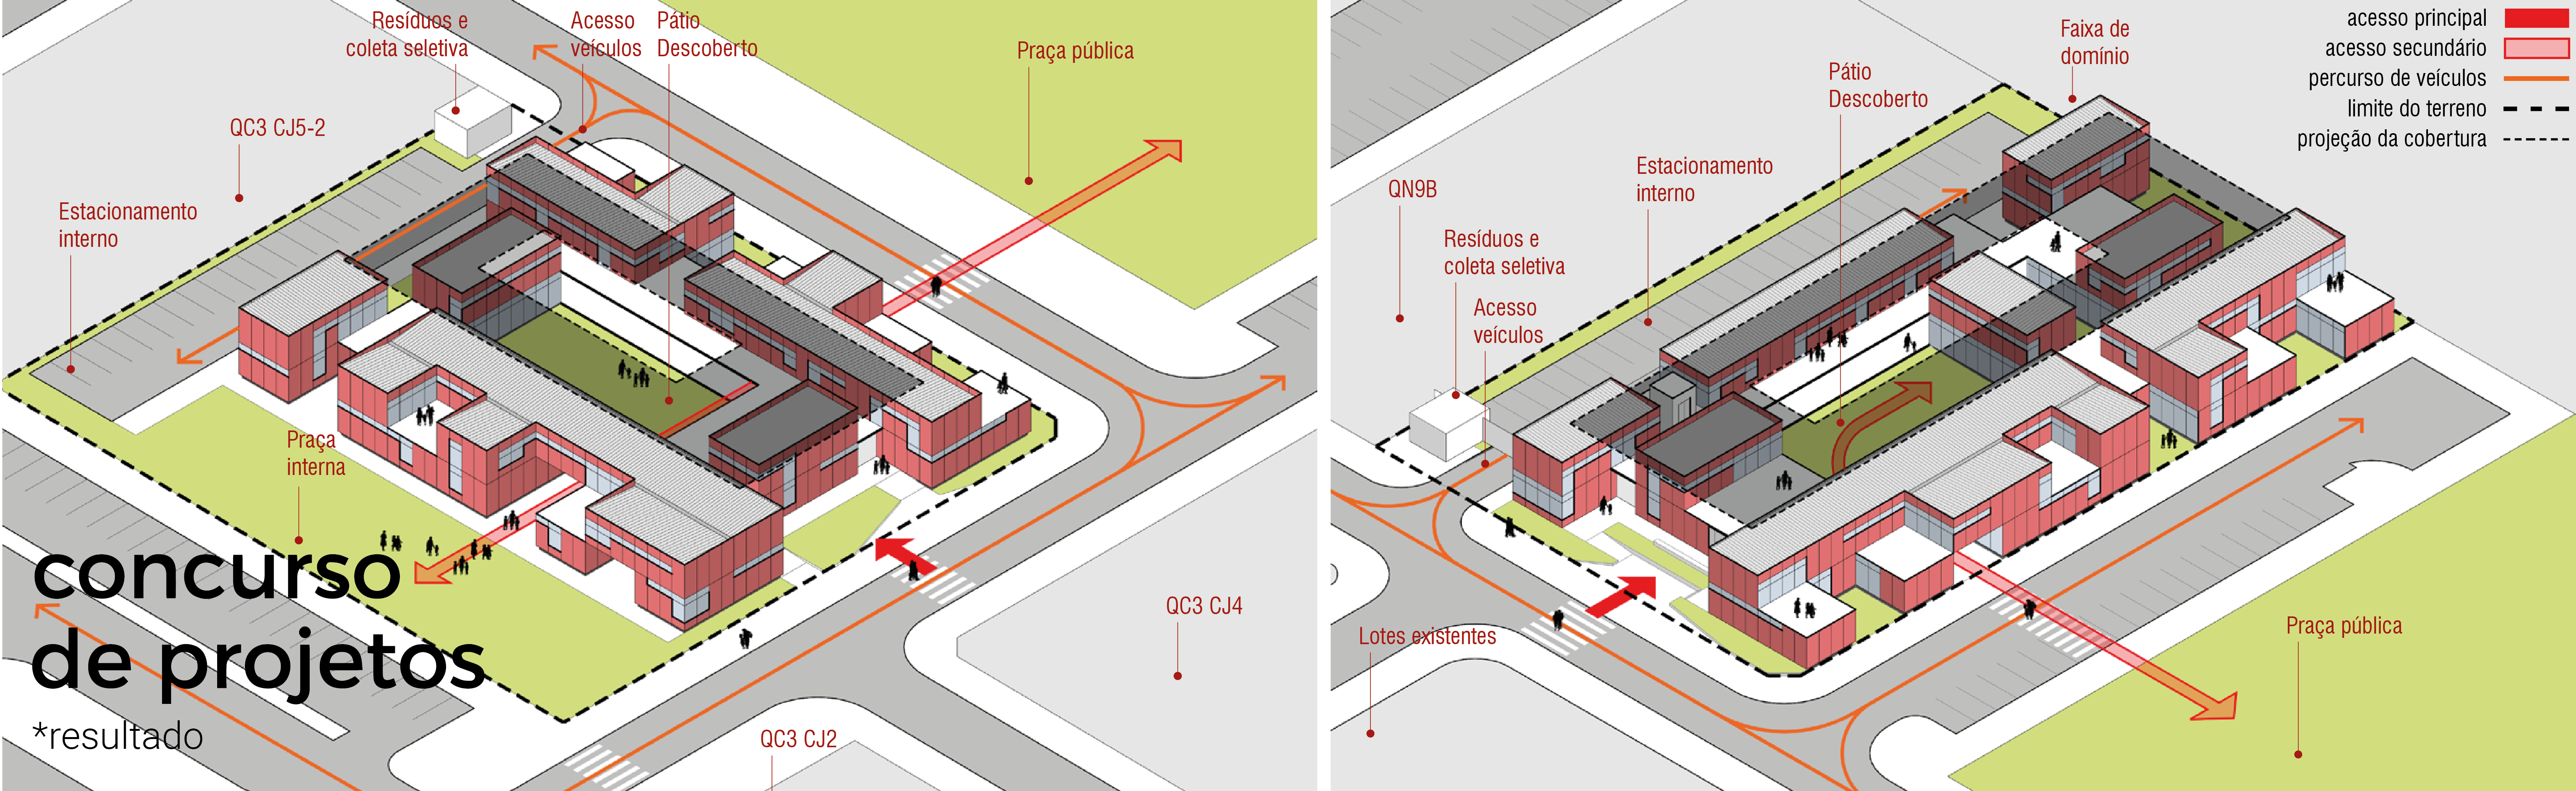 Resíduos e
coleta seletiva
Acesso
veículos
Pátio
Descoberto
Praça pública
QC3 CJ5-2
Estacionamento
interno
Praça
interna
concurso
de projetos
*resultado
QC3 CJ4
QC3 CJ2
Faixa de
domínio
Pátio
Descoberto
Estacionamento
interno
QN9B
Resíduos e
coleta seletiva
Acesso
veículos
Lotes existentes
Praça pública
acesso principal
acesso secundário
percurso de veículos
limite do terreno
projeção da cobertura